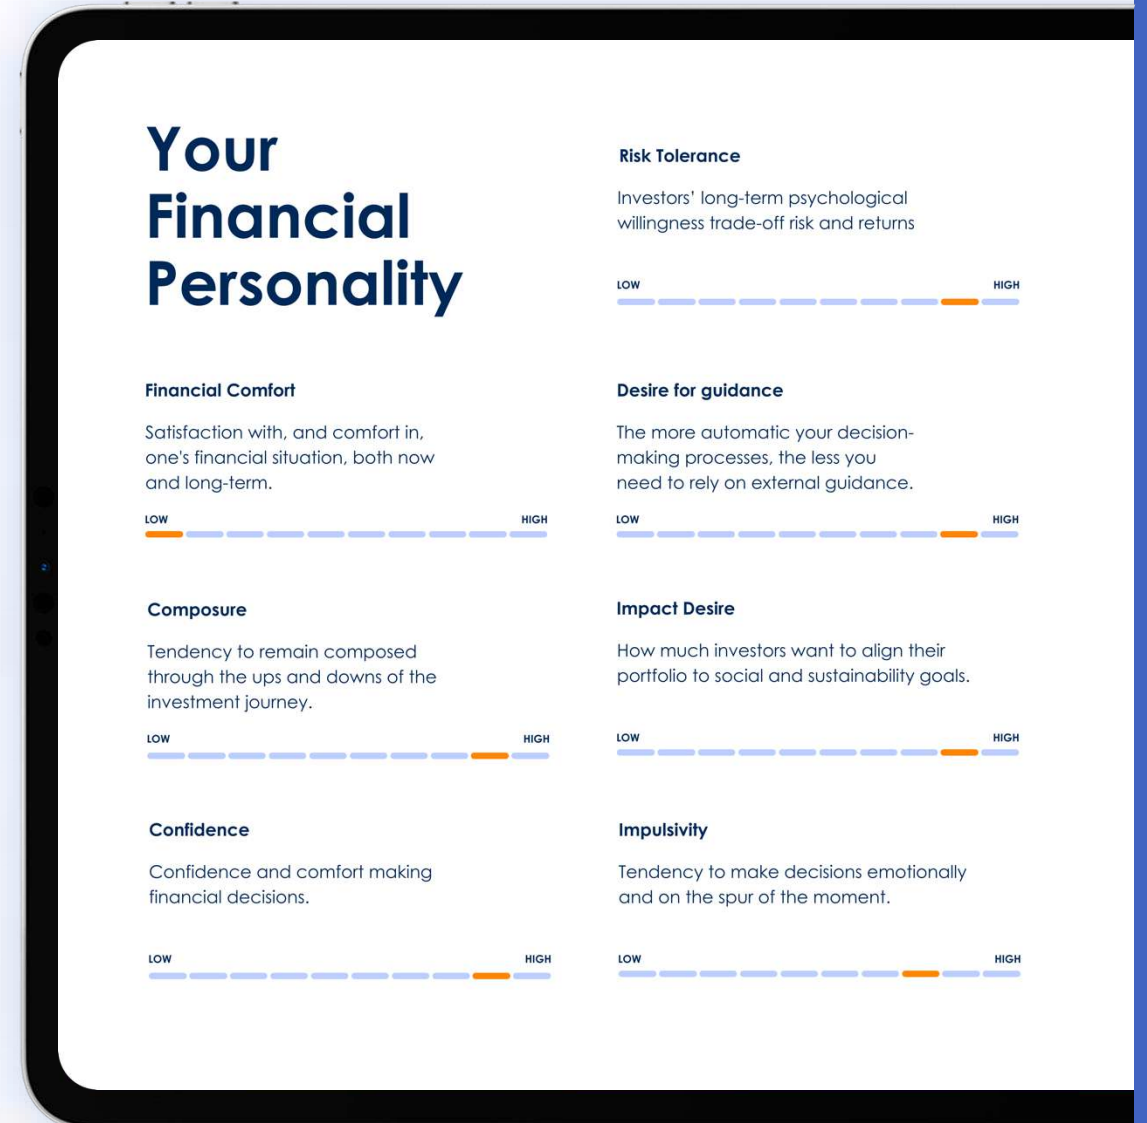 Your
Financial
Personality
Risk Tolerance
Investors' long-term psychological
willingness trade-off risk and returns
LOW HIGH
Financial Comfort
Satisfaction with, and comfort in,
one's financial situation, both now
and long-term.
LOW HIGH
Desire for guidance
The more automatic your decision-
making processes, the less you
need to rely on external guidance.
LOW HIGH
Composure
Tendency to remain composed
through the ups and downs of the
investment journey.
LOW HIGH
Impact Desire
How much investors want to align their
portfolio to social and sustainability goals.
LOW HIGH
Confidence
Confidence and comfort making
financial decisions.
LOW HIGH
Impulsivity
Tendency to make decisions emotionally
and on the spur of the moment.
LOW HIGH